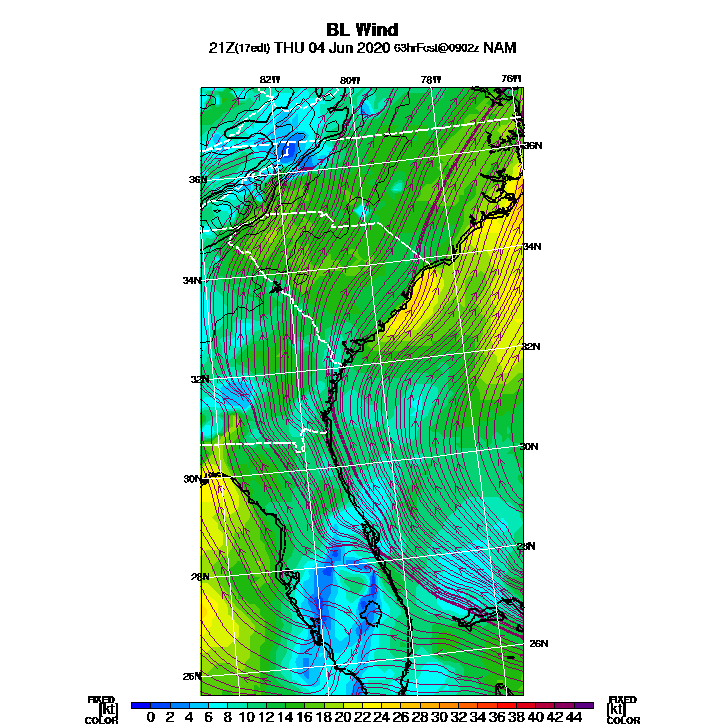 BL Wind
21Z(17edt) THU 04 Jun 2020 63hrFcst@0902z NAM
82W 80W 78W 76W
36N
36N
34N
34N
32N
32N
30N
30N
28N
28N
26N
26N
FIXED FIXED
[kt] 0 2 4 6 8 10 12 14 16 18 20 22 24 26 28 30 32 34 36 38 40 42 44 [kt]
COLOR COLOR